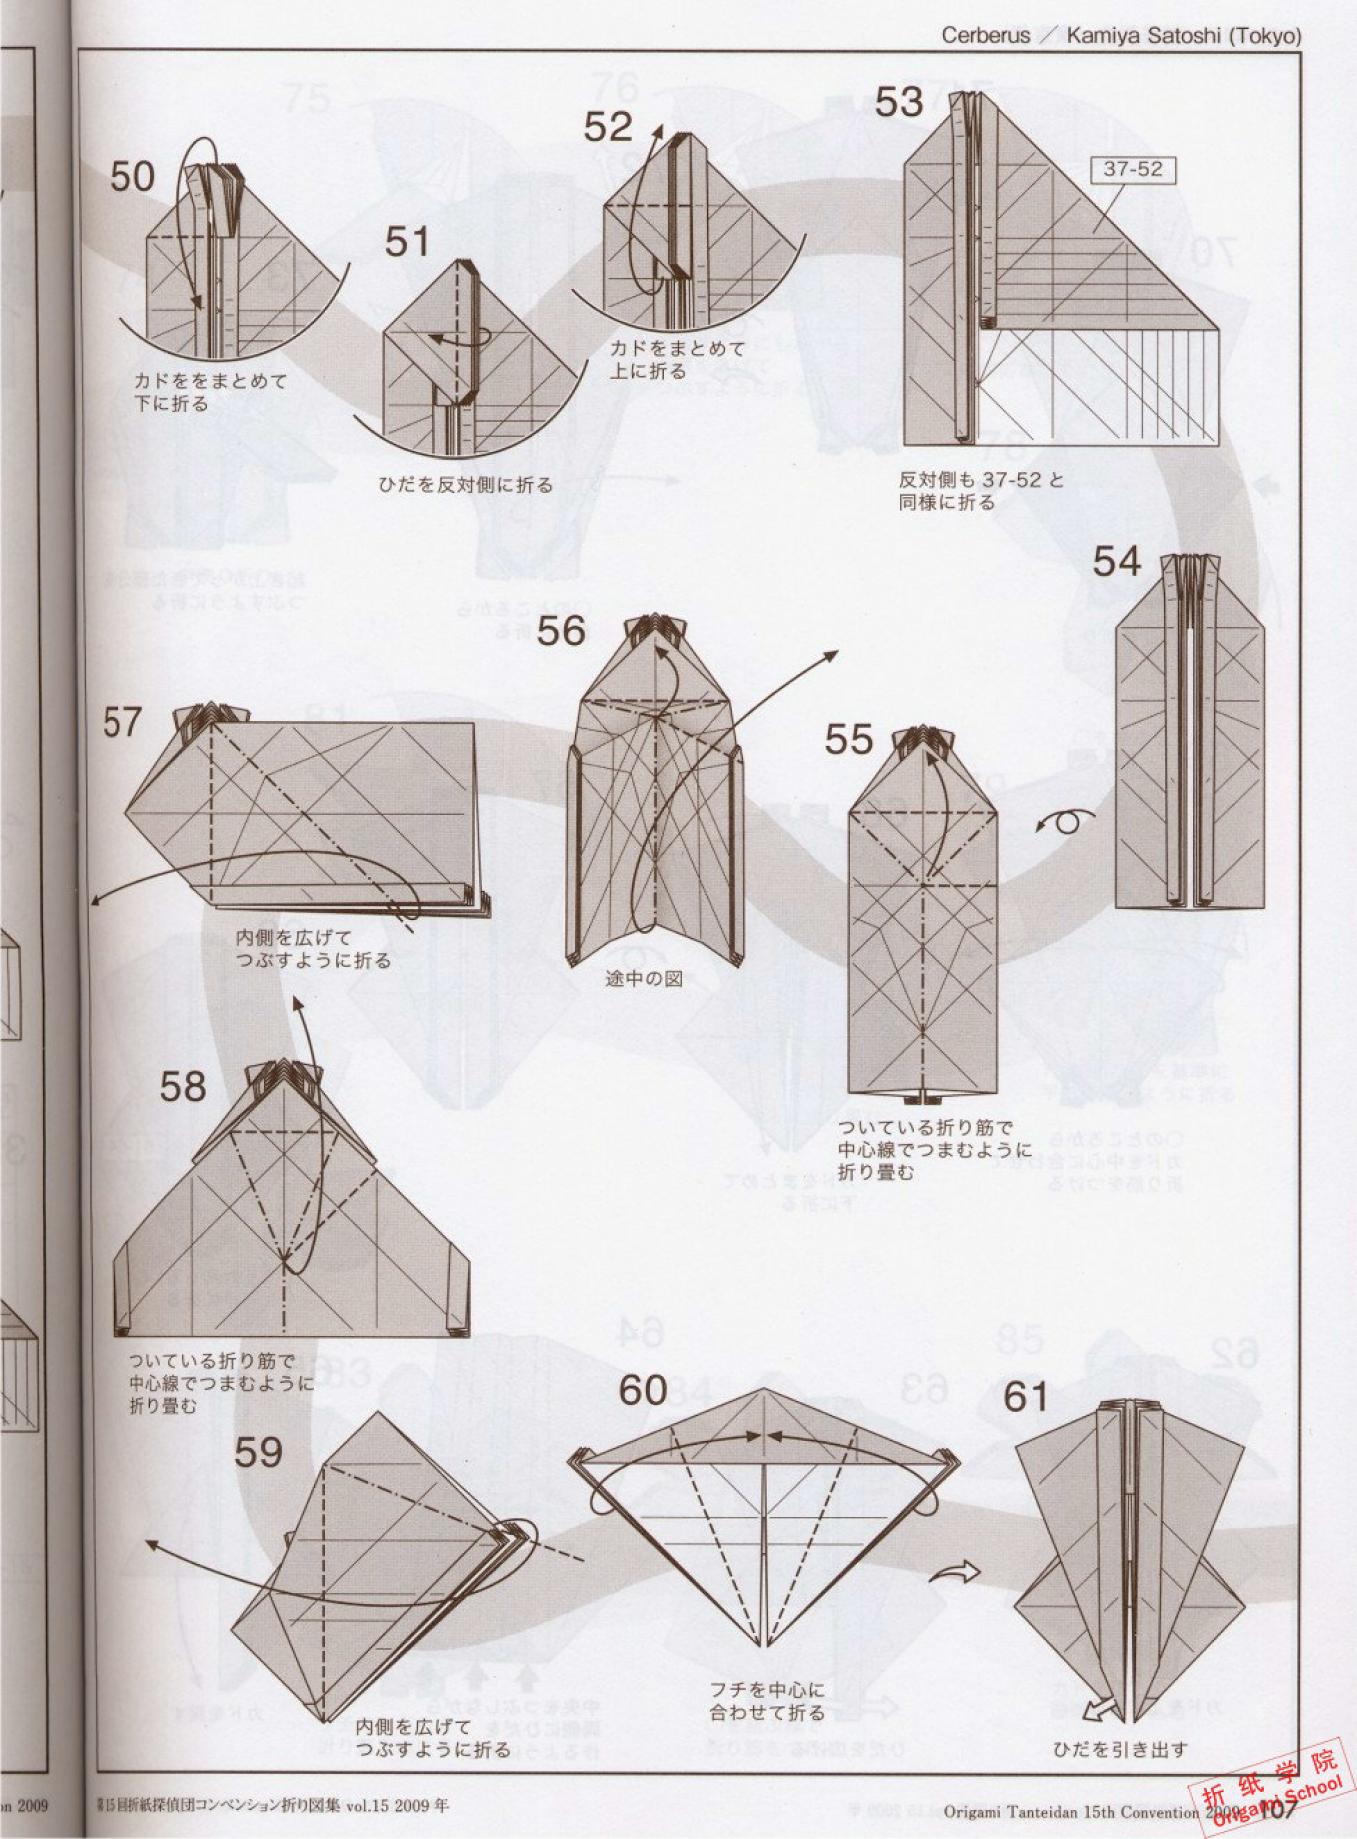 Cerberus ／ Kamiya Satoshi (Tokyo)
50
カドををまとめて
下に折る
51
ひだを反対側に折る
52
カドをまとめて
上に折る
53
37-52
反対側も 37-52 と
同様に折る
54
55
ついている折り筋で
中心線でつまむように
折り畳む
56
途中の図
57
内側を広げて
つぶすように折る
58
ついている折り筋で
中心線でつまむように
折り畳む
59
内側を広げて
つぶすように折る
60
フチを中心に
合わせて折る
61
ひだを引き出す
on 2009
第15回折紙探偵団コンベンション折り図集 vol.15 2009 年
Origami Tanteidan 15th Convention 2009
107
折 纸 学 院
Origami School